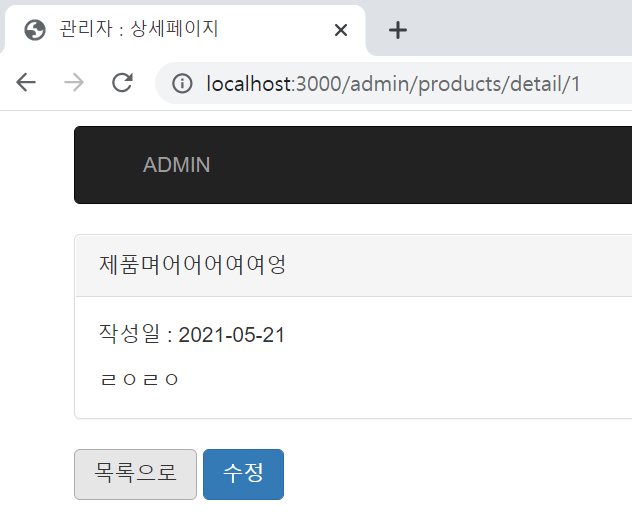 관리자 : 상세페이지
localhost:3000/admin/products/detail/1
ADMIN
제품며어어어여여엉
작성일 : 2021-05-21
ㄹㅇㄹㅇ
목록으로 수정